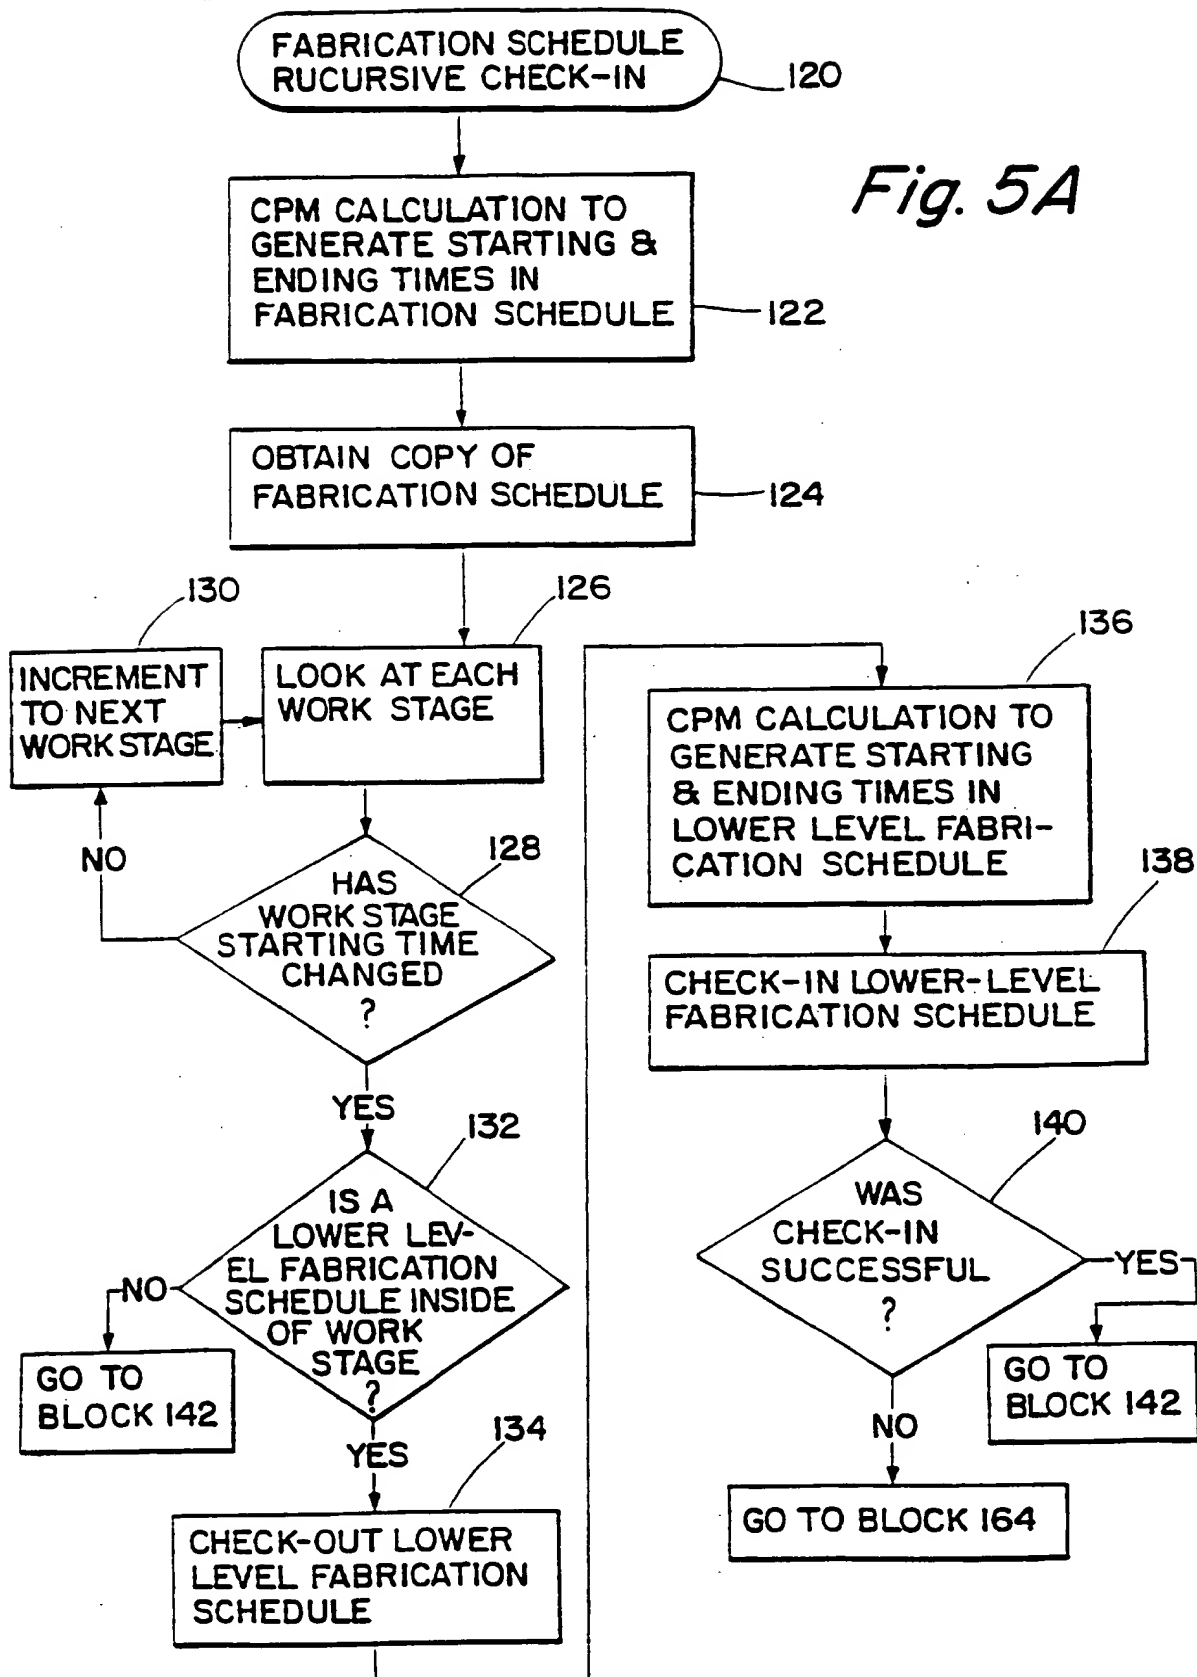 FABRICATION SCHEDULE
RUCURSIVE CHECK-IN
120
Fig. 5A
CPM CALCULATION TO
GENERATE STARTING &
ENDING TIMES IN
FABRICATION SCHEDULE
122
OBTAIN COPY OF
FABRICATION SCHEDULE
124
130
126
INCREMENT
TO NEXT
WORK STAGE
LOOK AT EACH
WORK STAGE
NO
128
HAS
WORK STAGE
STARTING TIME
CHANGED
?
YES
132
IS A
LOWER LEV-
EL FABRICATION
SCHEDULE INSIDE
OF WORK
STAGE
?
NO
GO TO
BLOCK 142
YES
134
CHECK-OUT LOWER
LEVEL FABRICATION
SCHEDULE
136
CPM CALCULATION TO
GENERATE STARTING
& ENDING TIMES IN
LOWER LEVEL FABRI-
CATION SCHEDULE
138
CHECK-IN LOWER-LEVEL
FABRICATION SCHEDULE
140
WAS
CHECK-IN
SUCCESSFUL
?
YES
GO TO
BLOCK 142
NO
GO TO BLOCK 164